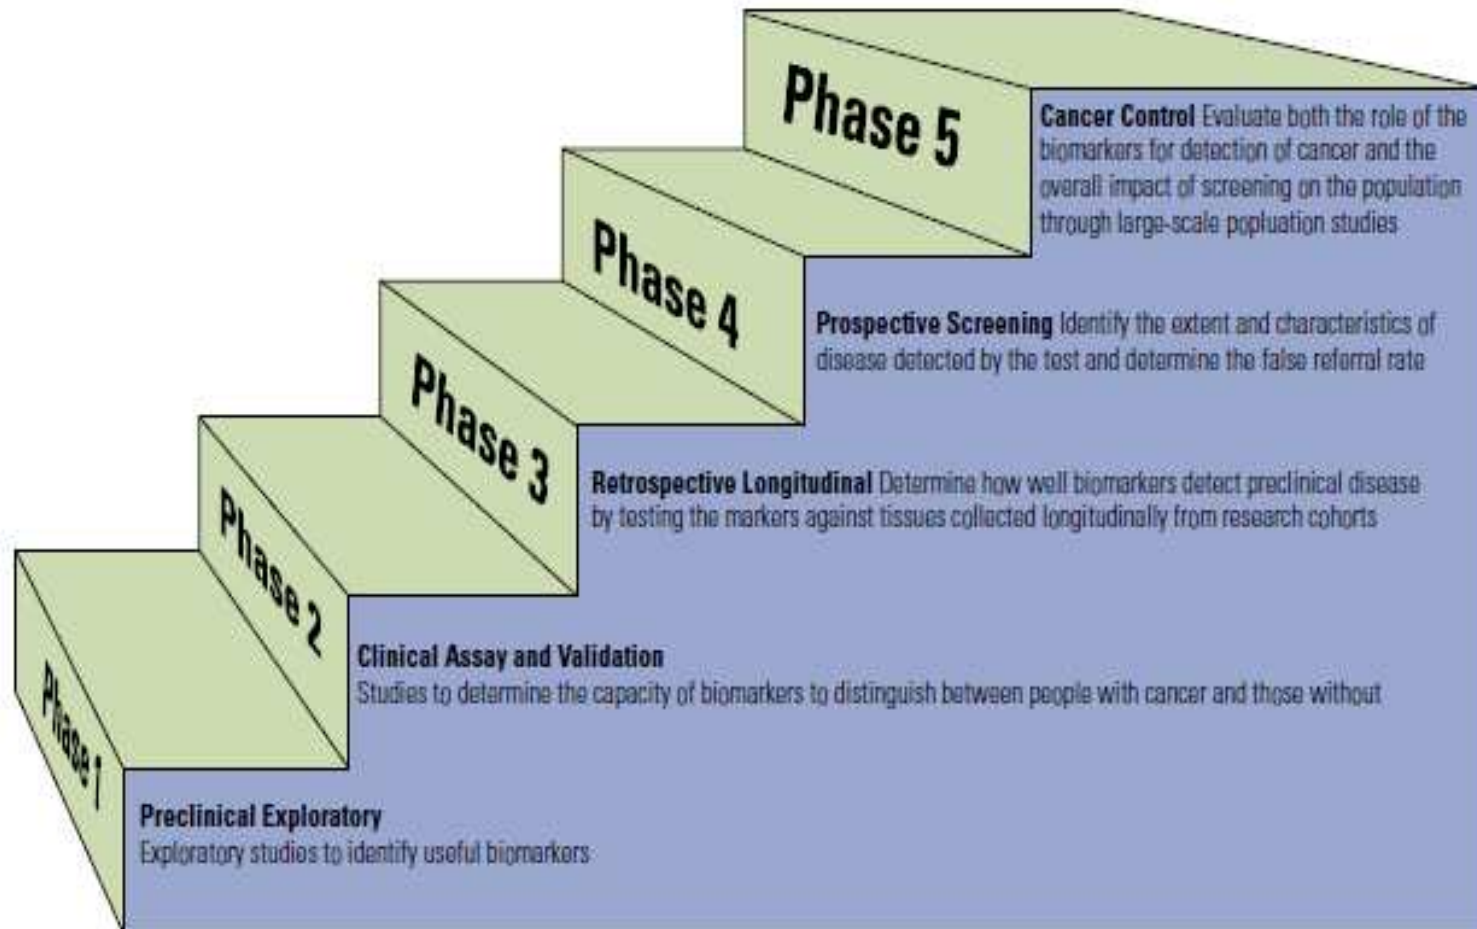 Phase 5
Cancer Control Evaluate both the role of the
biomarkers for detection of cancer and the
overall impact of screening on the population
through large-scale popluation studies
Phase 4
Prospective Screening Identify the extent and characteristics of
disease detected by the test and determine the false referral rate
Phase 3
Retrospective Longitudinal Determine how well biomarkers detect preclinical disease
by testing the markers against tissues collected longitudinally from research cohorts
Phase 2
Clinical Assay and Validation
Studies to determine the capacity of biomarkers to distinguish between people with cancer and those without
Phase 1
Preclinical Exploratory
Exploratory studies to identify useful biomarkers